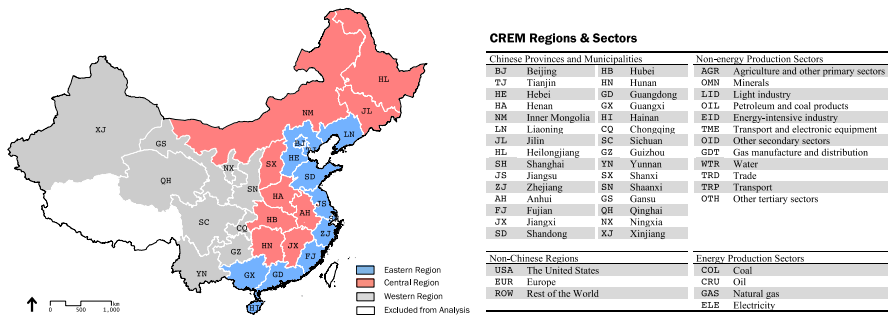 HL
JL
NM
LN
XJ
GS
BJ
TJ
HE
SX
NX
SD
QH
SN
HA
JS
SC
AH
SH
HB
CQ
ZJ
HN
JX
GZ
FJ
YN
GX
GD
HI
Eastern Region
Central Region
Western Region
Excluded from Analysis
0
500
1,000
km
CREM Regions & Sectors
Chinese Provinces and Municipalities
BJ Beijing HB Hubei
TJ Tianjin HN Hunan
HE Hebei GD Guangdong
HA Henan GX Guangxi
NM Inner Mongolia HI Hainan
LN Liaoning CQ Chongqing
JL Jilin SC Sichuan
HL Heilongjiang GZ Guizhou
SH Shanghai YN Yunnan
JS Jiangsu SX Shanxi
ZJ Zhejiang SN Shaanxi
AH Anhui GS Gansu
FJ Fujian QH Qinghai
JX Jiangxi NX Ningxia
SD Shandong XJ Xinjiang
Non-energy Production Sectors
AGR Agriculture and other primary sectors
OMN Minerals
LID Light industry
OIL Petroleum and coal products
EID Energy-intensive industry
TME Transport and electronic equipment
OID Other secondary sectors
GDT Gas manufacture and distribution
WTR Water
TRD Trade
TRP Transport
OTH Other tertiary sectors
Non-Chinese Regions
USA The United States
EUR Europe
ROW Rest of the World
Energy Production Sectors
COL Coal
CRU Oil
GAS Natural gas
ELE Electricity